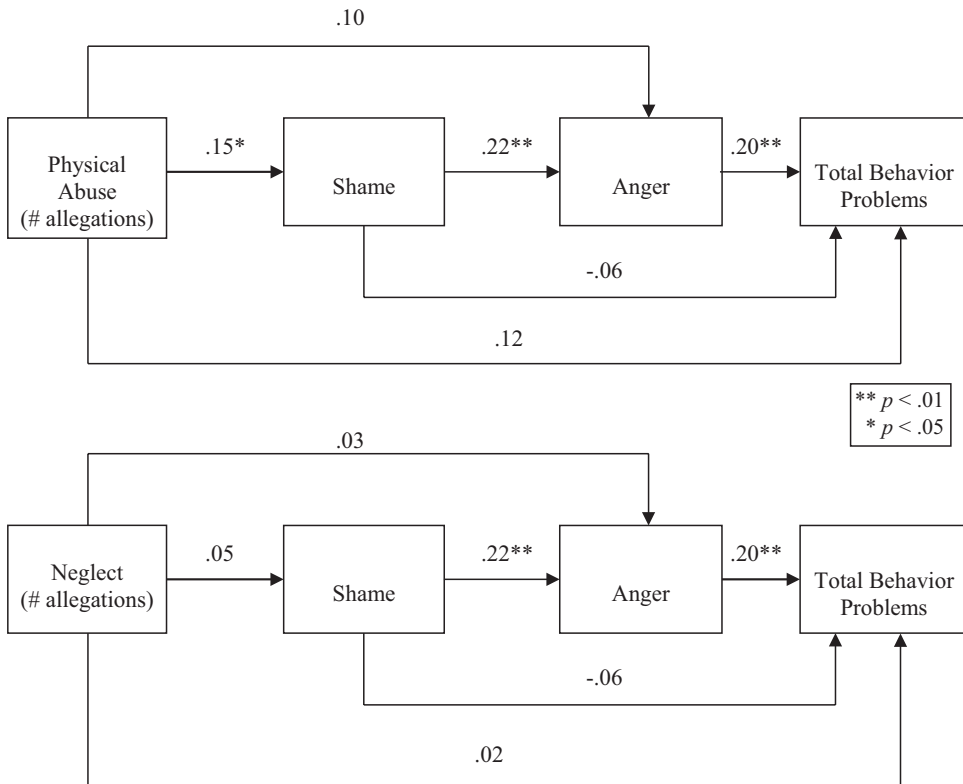 .10
.15*
.22**
.20**
Physical
Abuse
(# allegations)
Shame
Anger
Total Behavior
Problems
-.06
.12
** p < .01
* p < .05
.03
.05
.22**
.20**
Neglect
(# allegations)
Shame
Anger
Total Behavior
Problems
-.06
.02